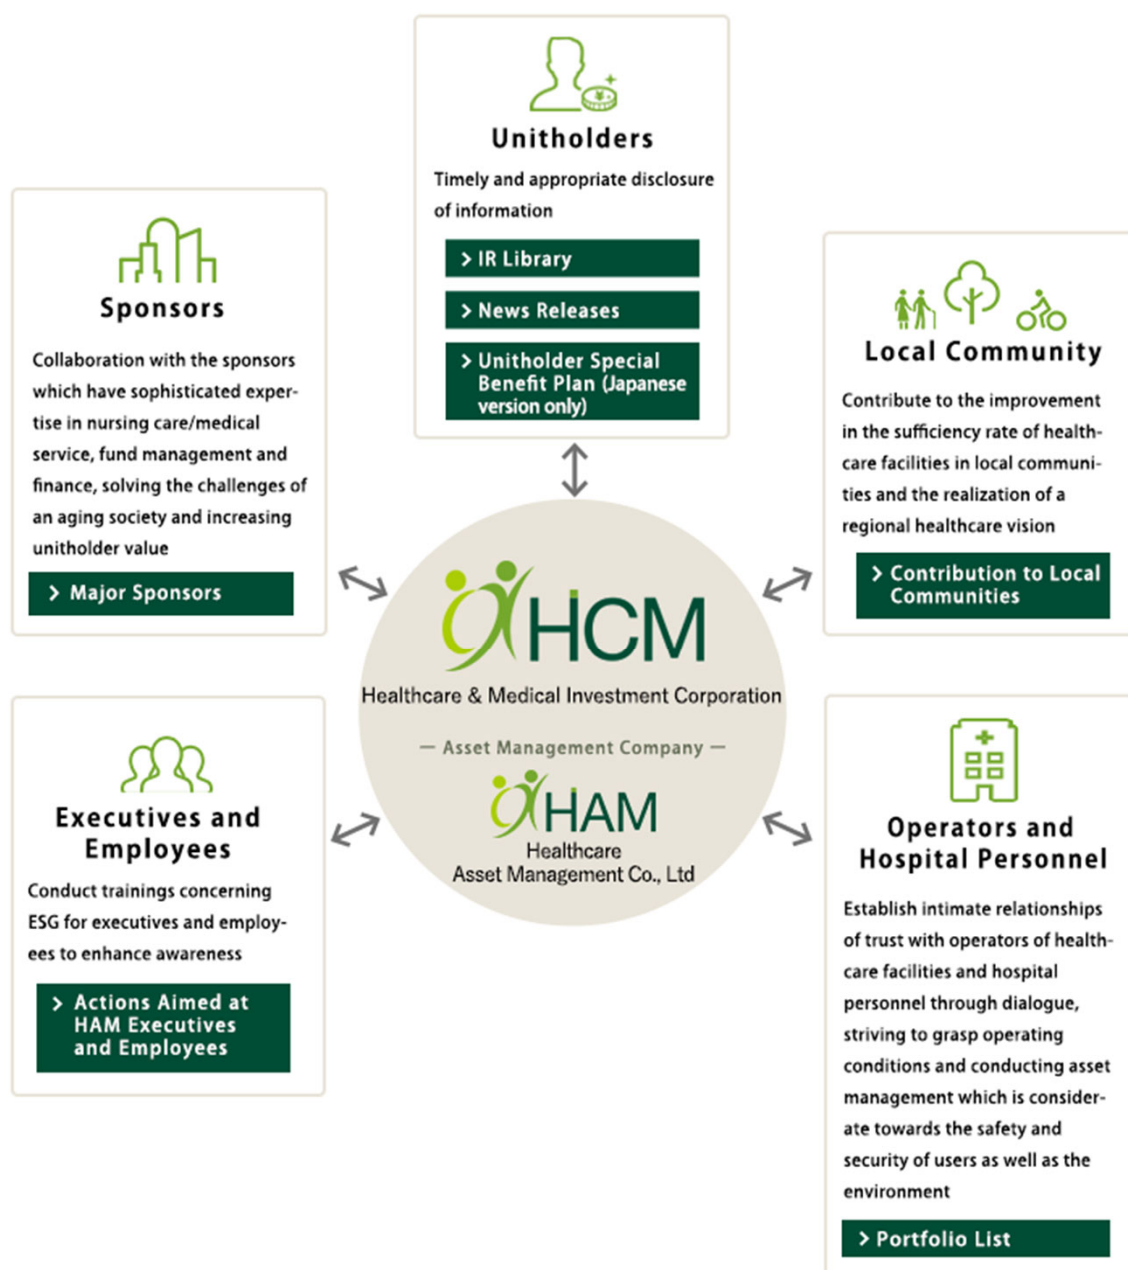 Unitholders
Timely and appropriate disclosure
of information
> IR Library
> News Releases
> Unitholder Special
Benefit Plan (Japanese
version only)
Sponsors
Collaboration with the sponsors
which have sophisticated exper-
tise in nursing care/medical
service, fund management and
finance, solving the challenges of
an aging society and increasing
unitholder value
> Major Sponsors
Local Community
Contribute to the improvement
in the sufficiency rate of health-
care facilities in local communi-
ties and the realization of a
regional healthcare vision
> Contribution to Local
Communities
HCM
Healthcare & Medical Investment Corporation
— Asset Management Company —
HAM
Healthcare
Asset Management Co., Ltd
Executives and
Employees
Conduct trainings concerning
ESG for executives and employ-
ees to enhance awareness
> Actions Aimed at
HAM Executives
and Employees
Operators and
Hospital Personnel
Establish intimate relationships
of trust with operators of health-
care facilities and hospital
personnel through dialogue,
striving to grasp operating
conditions and conducting asset
management which is consider-
ate towards the safety and
security of users as well as the
environment
> Portfolio List